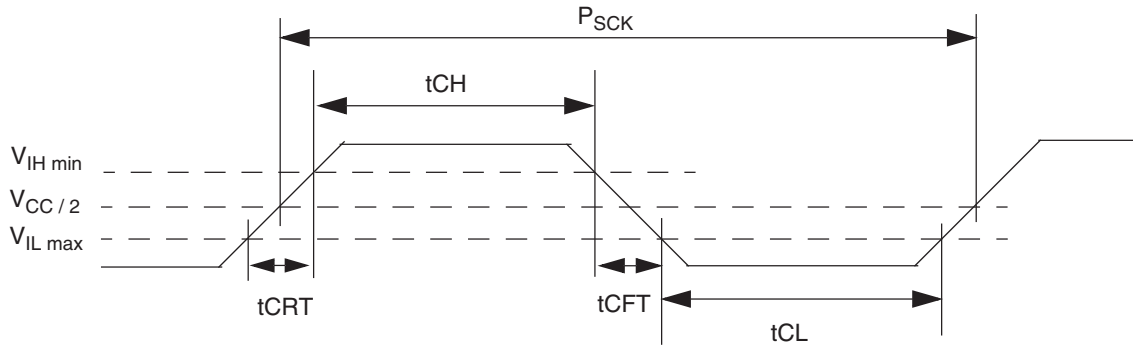 PSCK
tCH
VIH min
VCC / 2
VIL max
tCRT
tCFT
tCL